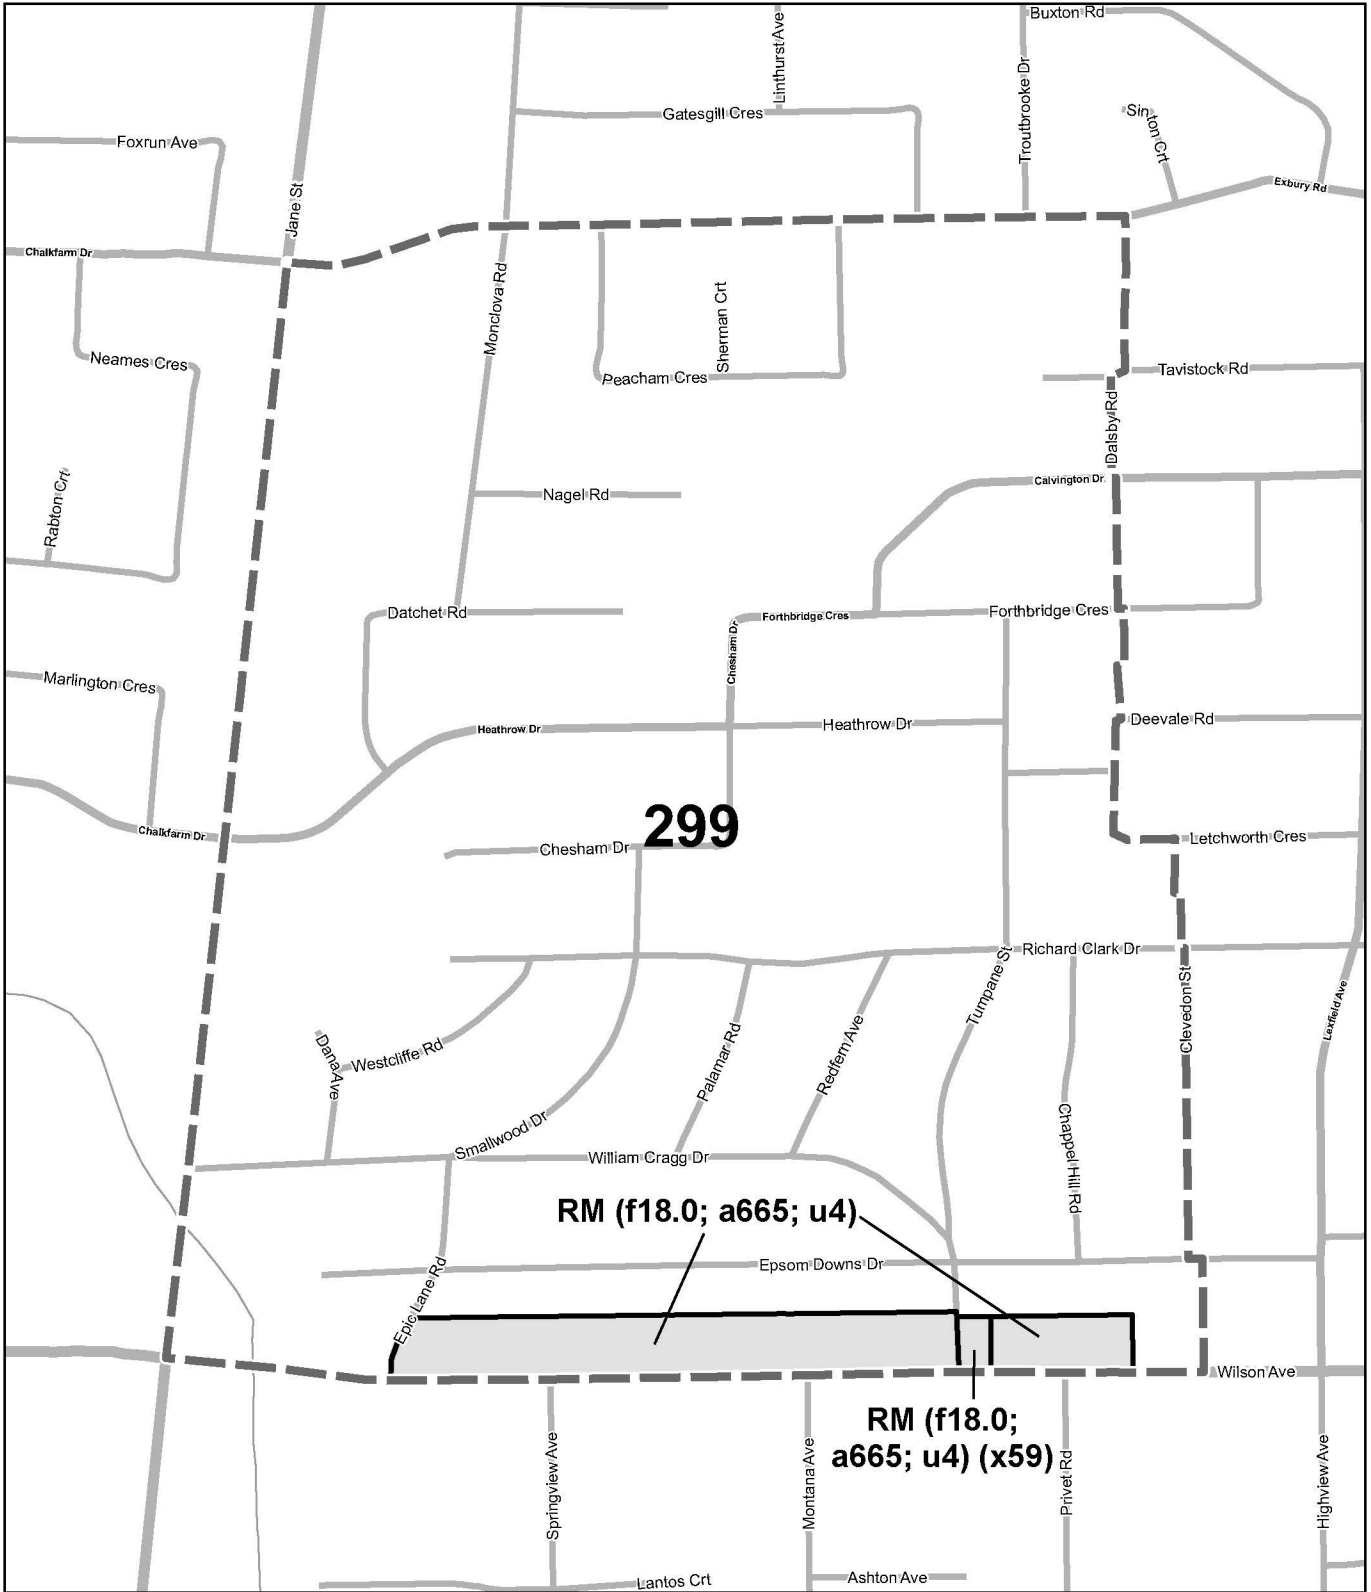 Buxton Rd
Linthurst Ave
Troutbrooke Dr
Gatesgill Cres
Sinton Crt
Foxrun Ave
Exbury Rd
Jane St
Chalkfarm Dr
Monclova Rd
Sherman Crt
Neames Cres
Peacham Cres
Tavistock Rd
Dalsby Rd
Rabton Crt
Nagel Rd
Calvington Dr
Datchet Rd
Forthbridge Cres
Forthbridge Cres
Chesham Dr
Marlington Cres
Heathrow Dr
Heathrow Dr
Deevale Rd
299
Chalkfarm Dr
Chesham Dr
Letchworth Cres
Richard Clark Dr
Tumpane St
Clevedon St
Lexfield Ave
Dana Ave
Westcliffe Rd
Palamar Rd
Redfern Ave
Smallwood Dr
William Cragg Dr
Chappel Hill Rd
RM (f18.0; a665; u4)
Epsom Downs Dr
Epic Lane Rd
Wilson Ave
RM (f18.0;
a665; u4) (x59)
Springview Ave
Montana Ave
Privet Rd
Highview Ave
Lantos Crt
Ashton Ave